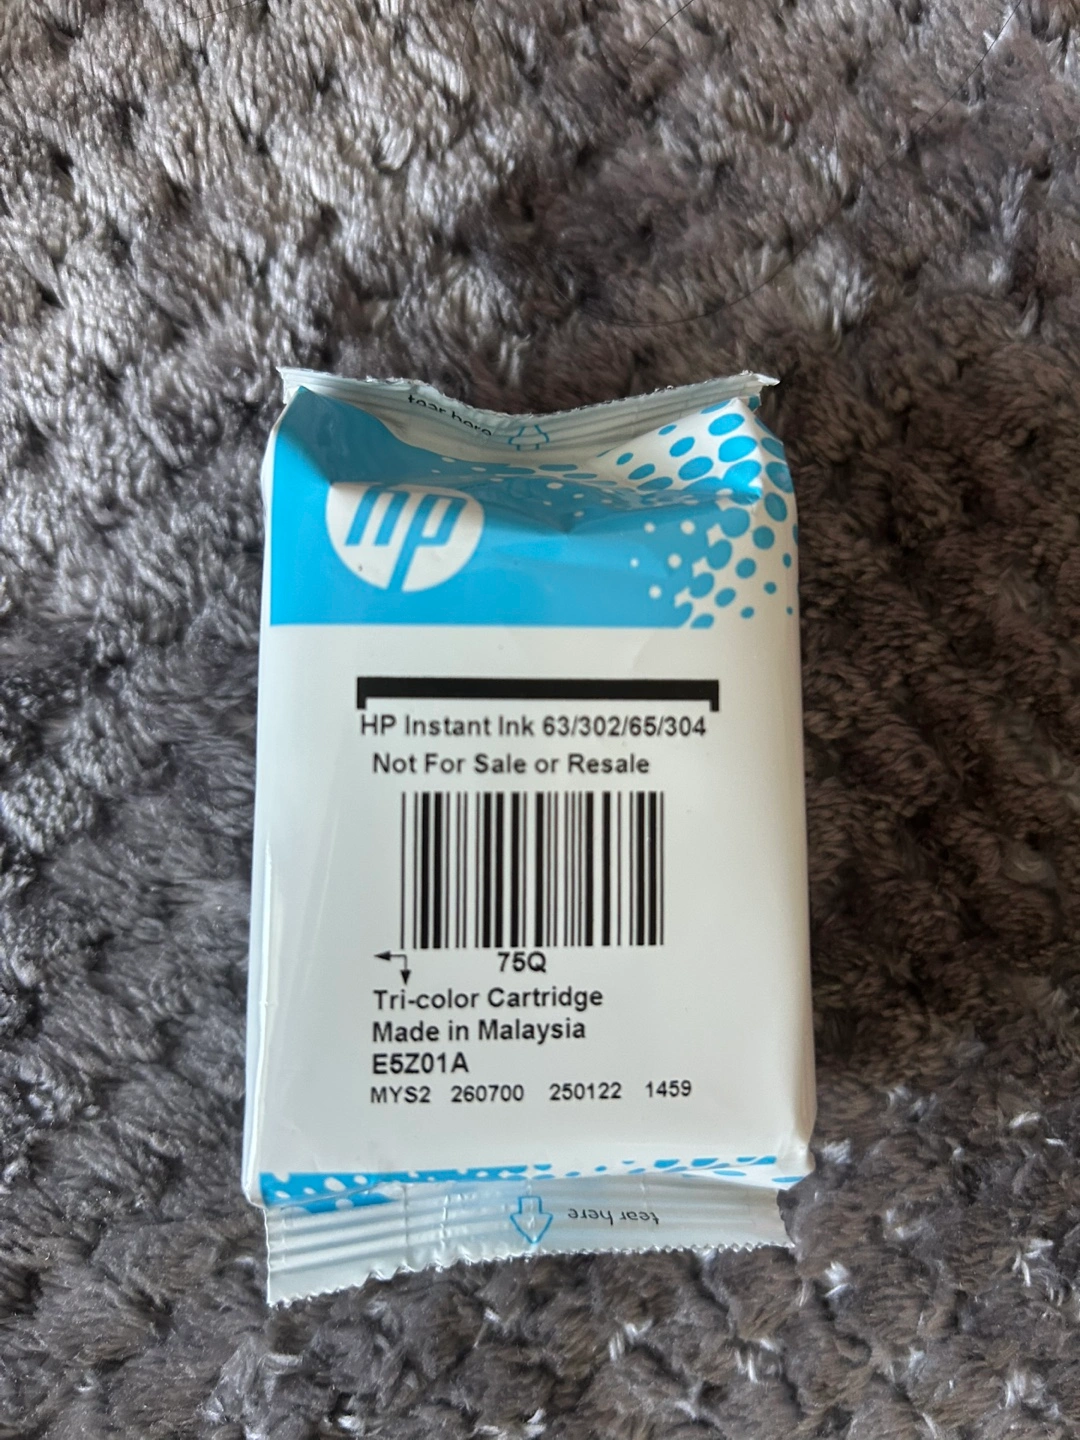 tear here
hp
HP Instant Ink 63/302/65/304
Not For Sale or Resale
75Q
Tri-color Cartridge
Made in Malaysia
E5Z01A
MYS2 260700 250122 1459
tear here